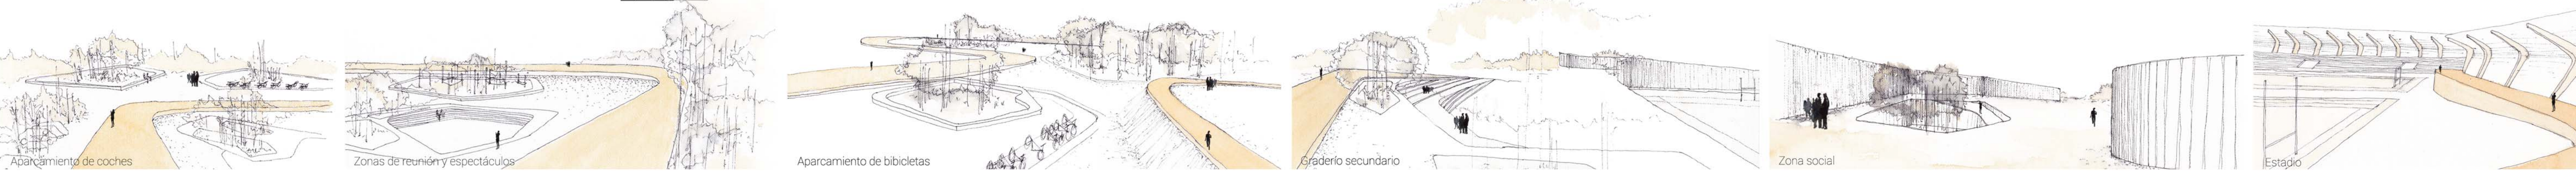 Aparcamiento de coches
Zonas de reunión y espectáculos
Aparcamiento de bibicletas
Graderío secundario
Zona social
Estadio